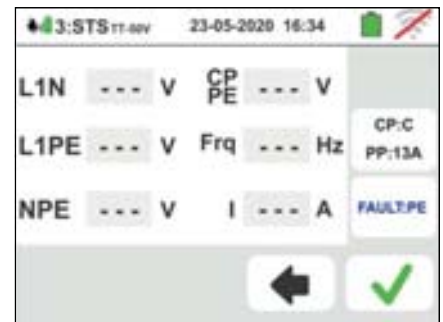 3:STS TT-50V 23-05-2020 16:34
L1N --- V CP PE --- V
L1PE --- V Frq --- Hz
NPE --- V I --- A
CP:C
PP:13A
FAULT:PE